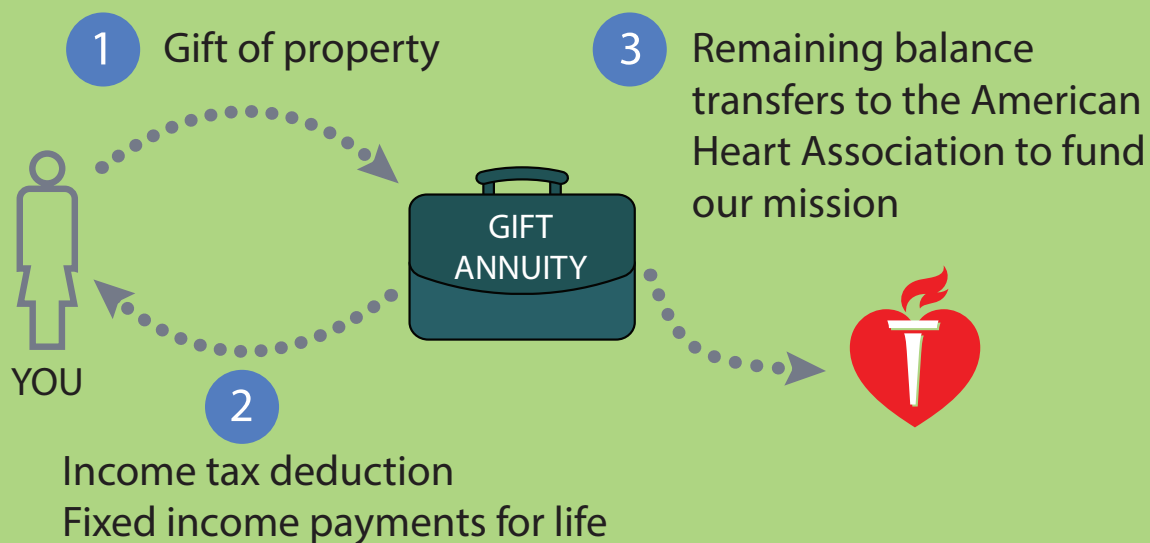 1 Gift of property
3 Remaining balance
transfers to the American
Heart Association to fund
our mission
GIFT
ANNUITY
YOU
2
Income tax deduction
Fixed income payments for life